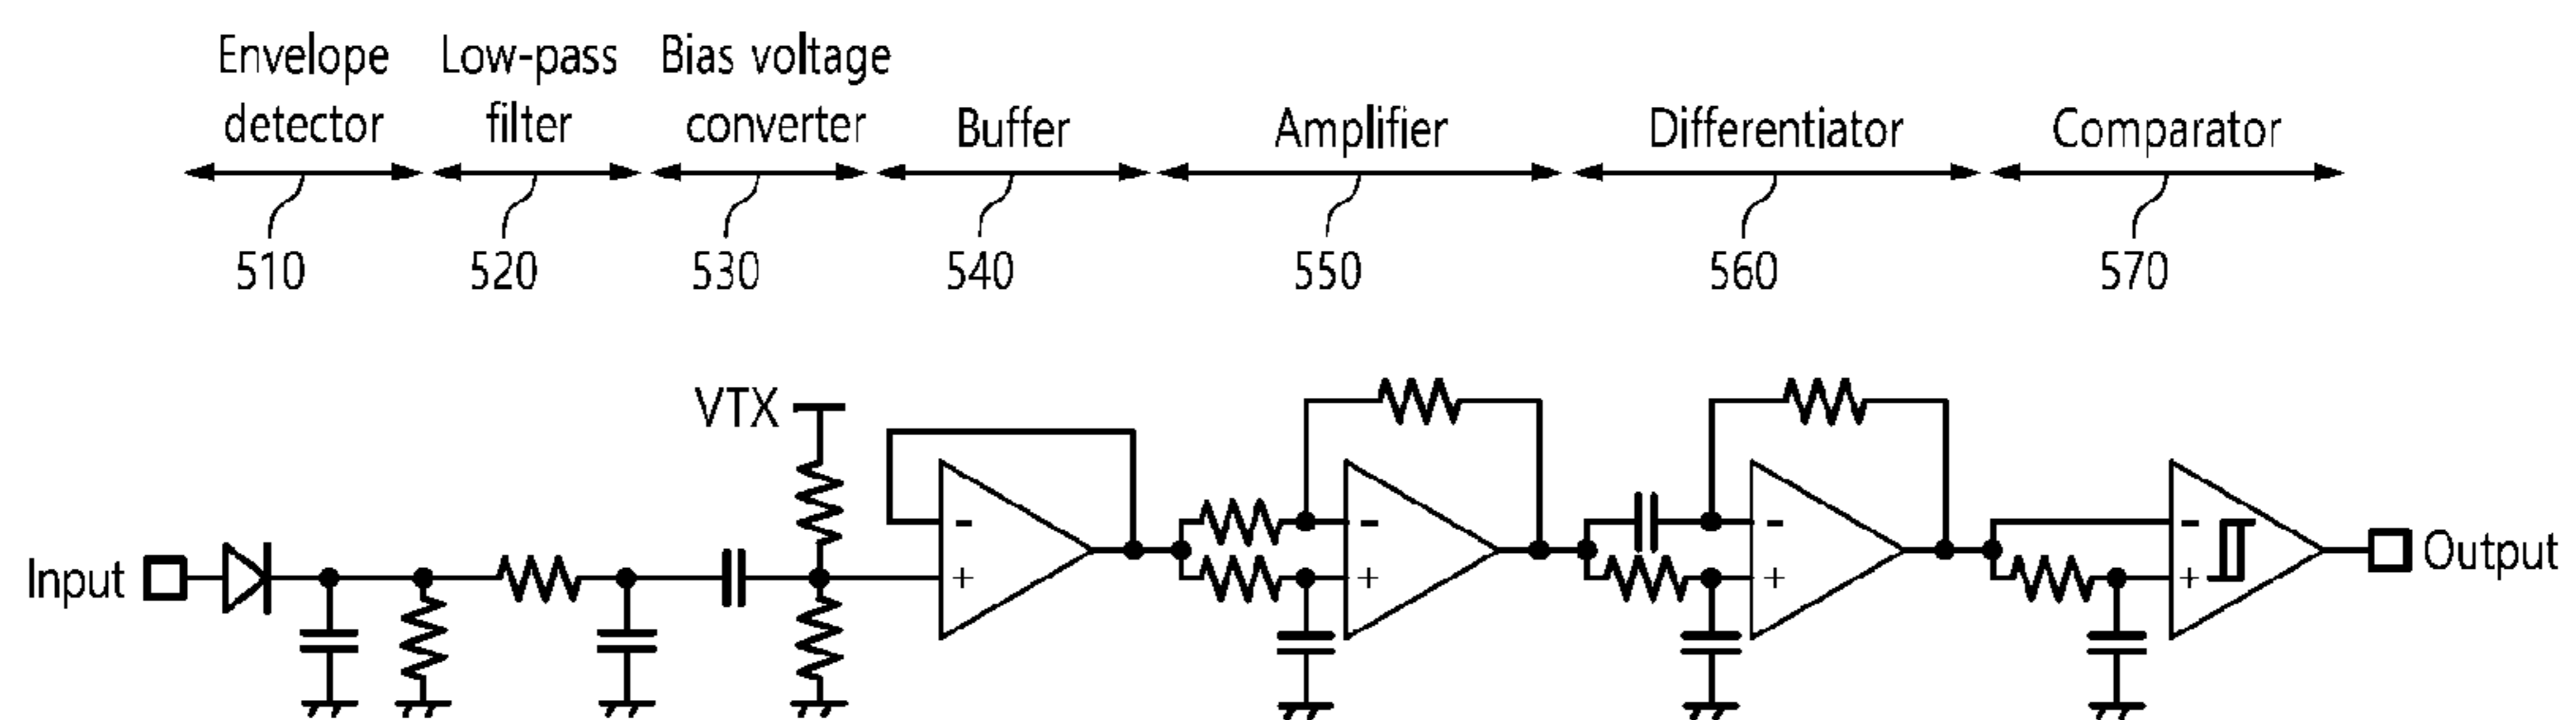 Envelope
detector
Low-pass
filter
Bias voltage
converter
Buffer
Amplifier
Differentiator
Comparator
510
520
530
540
550
560
570
VTX
Input
-
+
-
+
-
+
-
+
Output